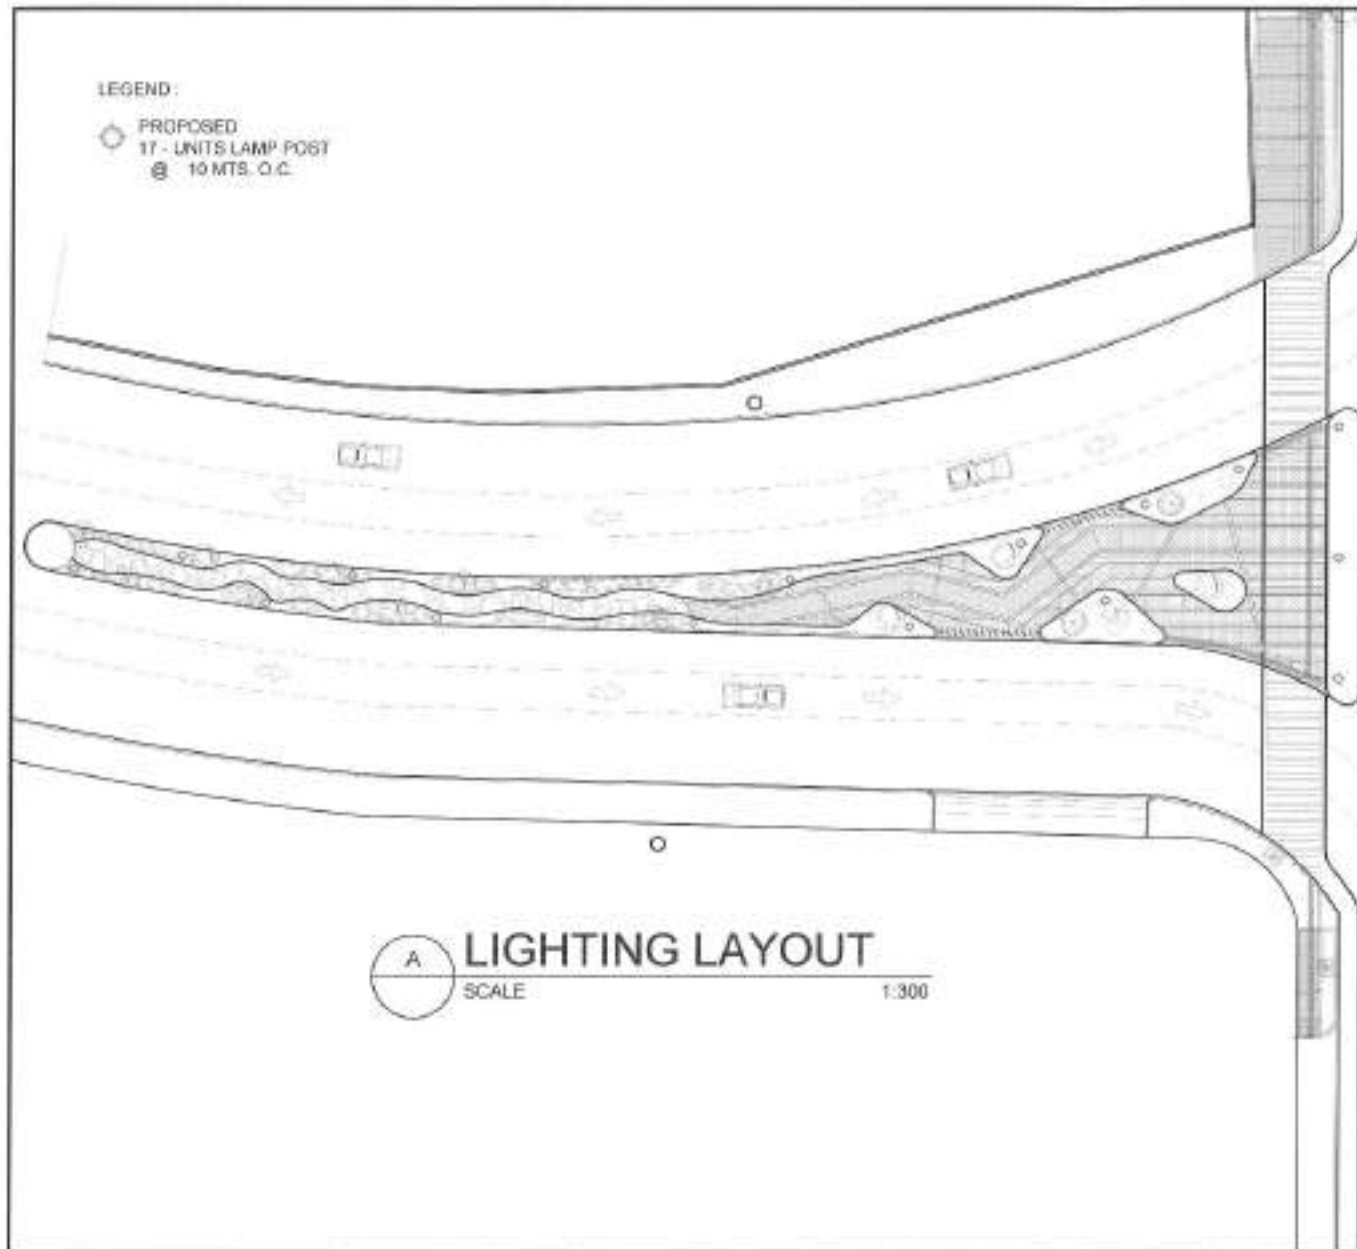 LEGEND :
PROPOSED
17 - UNITS LAMP POST
@ 10 MTS. O.C.
A
LIGHTING LAYOUT
SCALE 1:300